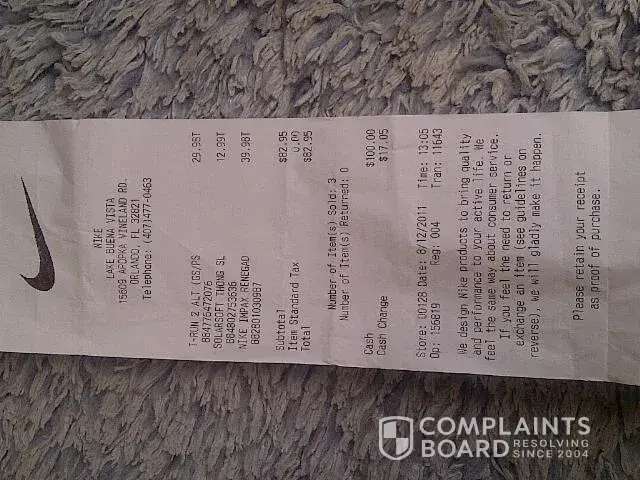 NIKE
LAKE BUENA VISTA
15609 APOPKA VINELAND RD.
ORLANDO, FL 32821
Telephone: (407)477-0463
T-RUN 2 ALT (GS/PS 29.98T
884776472076
SOLARSOFT THONG SL 12.99T
884802753636
NIKE IMPAX RENEGAD 39.98T
882801030987
Subtotal $82.95
Item Standard Tax 0.00
Total $82.95
Number of Item(s) Sold: 3
Number of Item(s) Returned: 0
Cash $100.00
Cash Change $17.05
Store: 00128 Date: 8/12/2011 Time: 13:05
Op: 156819 Reg: 004 Tran: 11643
We design Nike products to bring quality
and performance to your active life. We
feel the same way about consumer service.
If you feel the need to return or
exchange an item (see guidelines on
reverse), we will gladly make it happen.
Please retain your receipt
as proof of purchase.
COMPLAINTS
BOARD RESOLVING
SINCE 2004